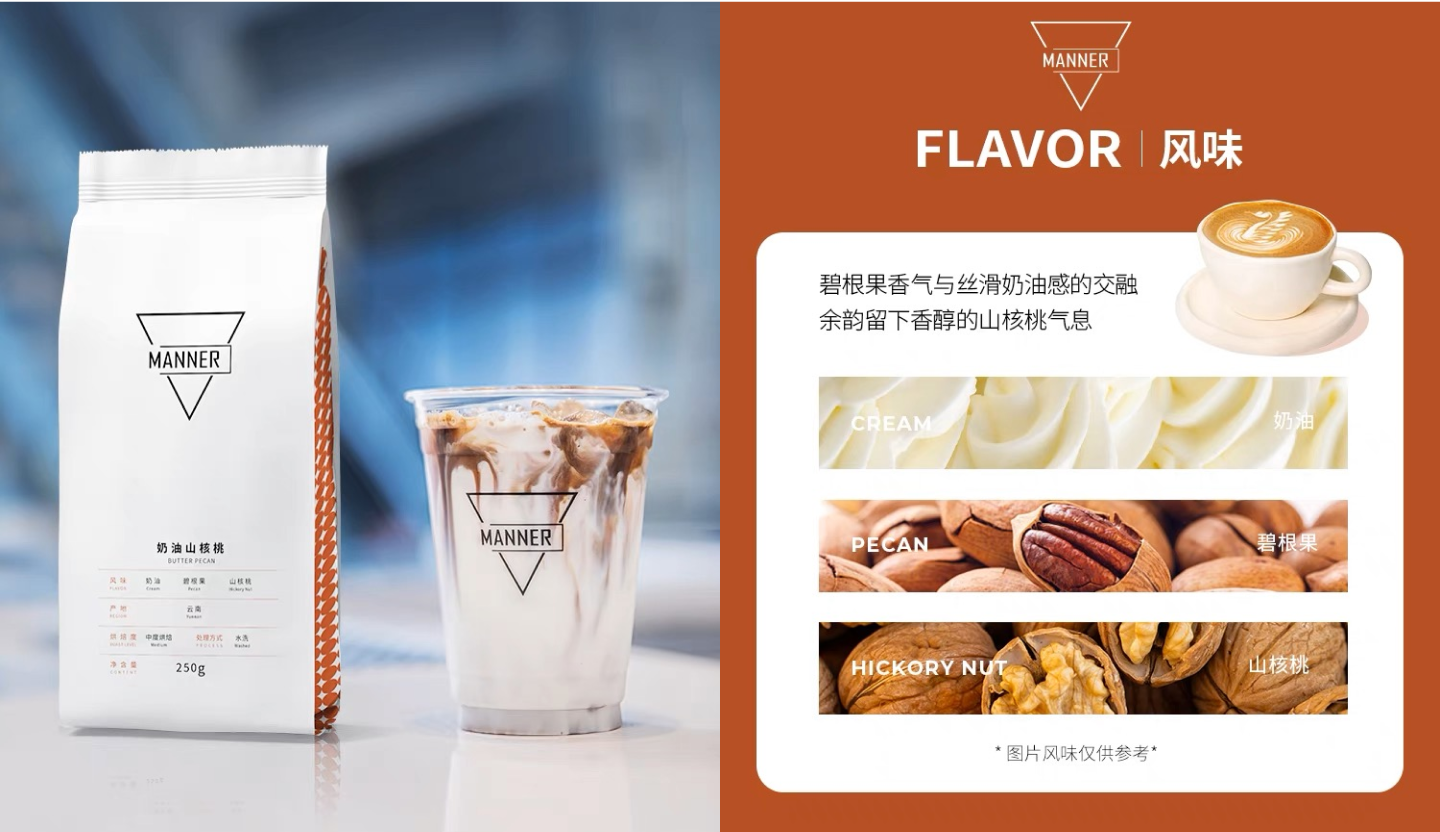 MANNER
奶油山核桃
BUTTER PECAN
风味 奶油 碧根果 山核桃
FLAVOR Cream Pecan Hickory Nut
产地 云南
REGION Yunnan
烘焙度 中度烘焙 处理方式 水洗
Medium PROCESS Washed
净含量 250g
CONTENT
MANNER
MANNER
FLAVOR | 风味
碧根果香气与丝滑奶油感的交融
余韵留下香醇的山核桃气息
CREAM 奶油
PECAN 碧根果
HICKORY NUT 山核桃
* 图片风味仅供参考*